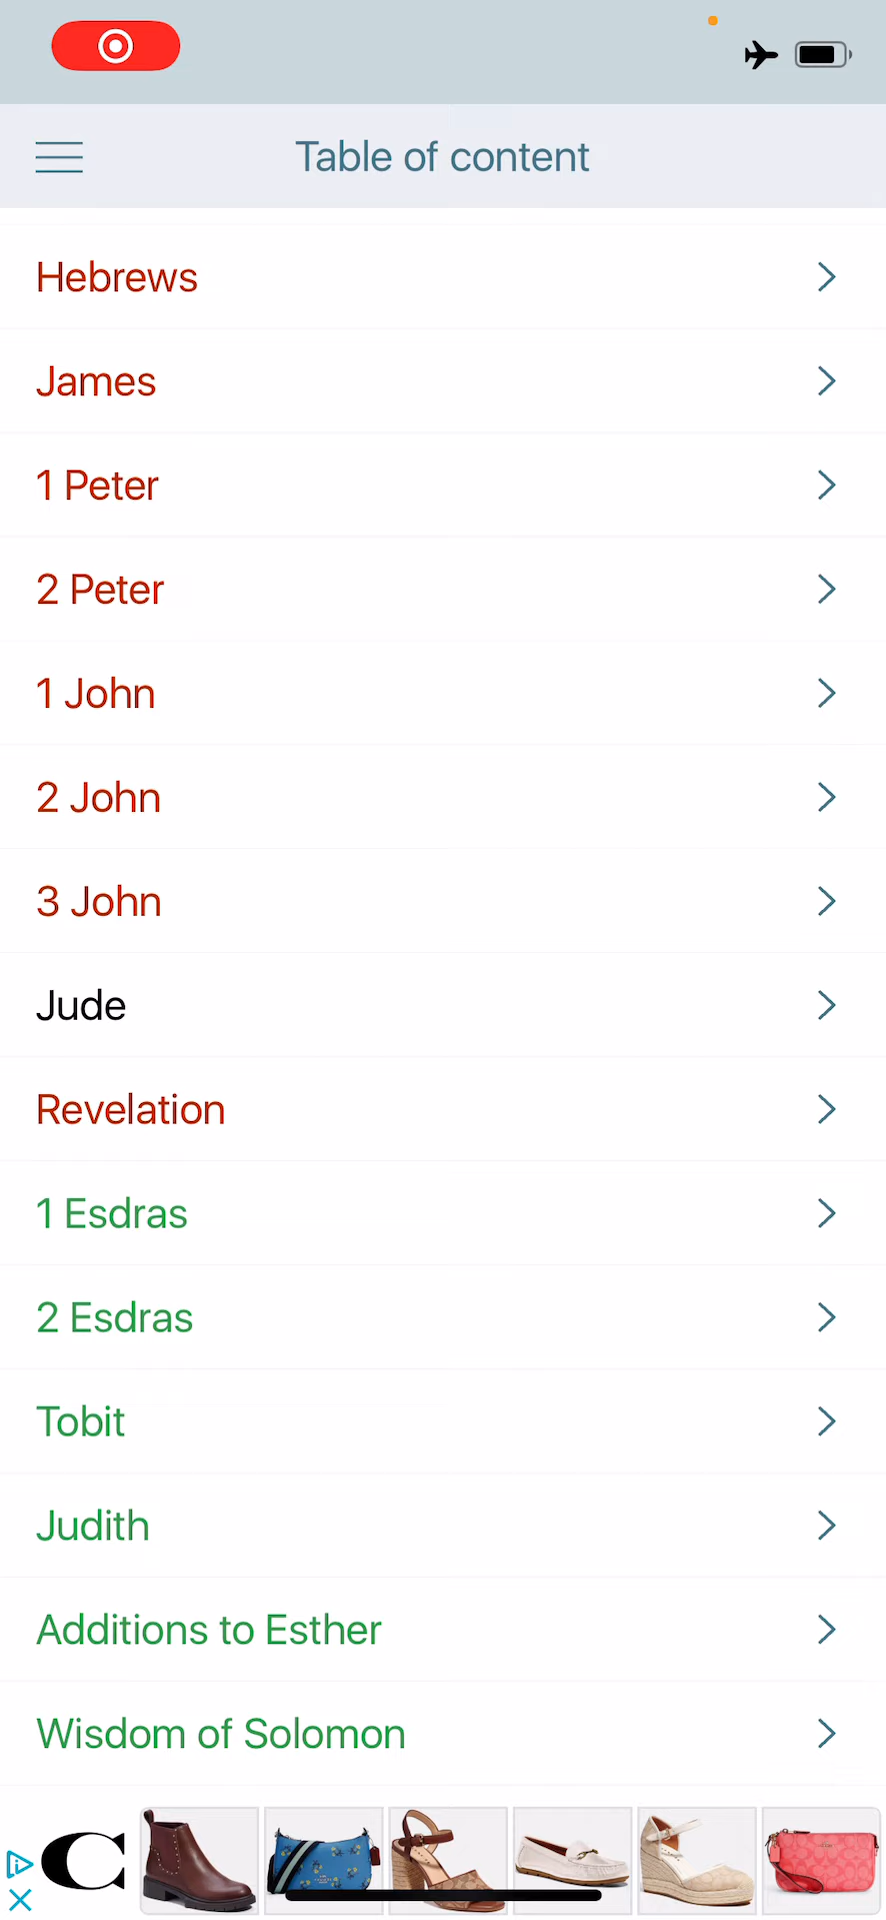 Table of content
Hebrews
James
1 Peter
2 Peter
1 John
2 John
3 John
Jude
Revelation
1 Esdras
2 Esdras
Tobit
Judith
Additions to Esther
Wisdom of Solomon
C